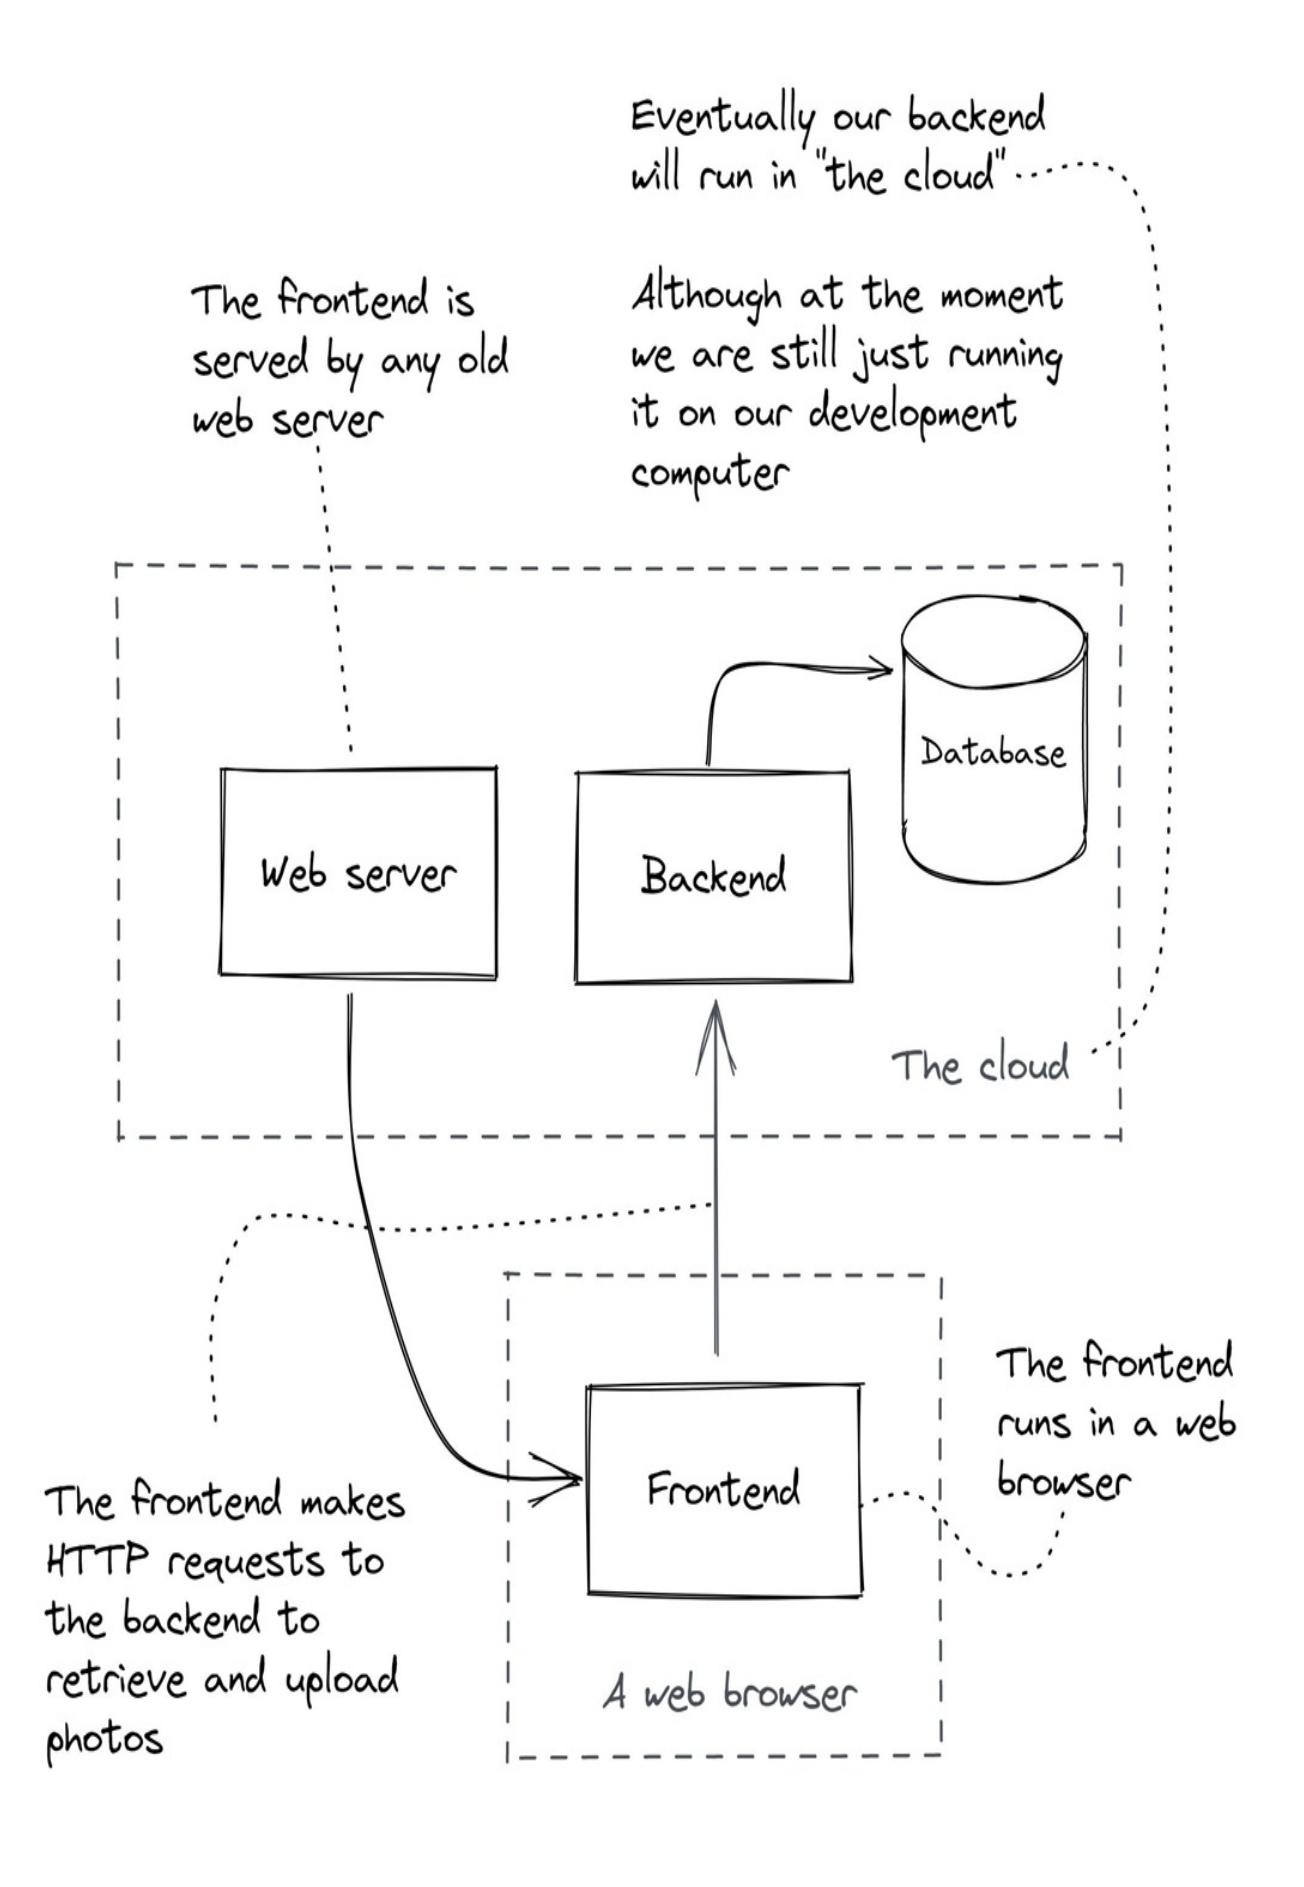 Eventually our backend
will run in "the cloud"
Although at the moment
we are still just running
it on our development
computer
The frontend is
served by any old
web server
Database
Web server
Backend
The cloud
The frontend
runs in a web
browser
Frontend
A web browser
The frontend makes
HTTP requests to
the backend to
retrieve and upload
photos